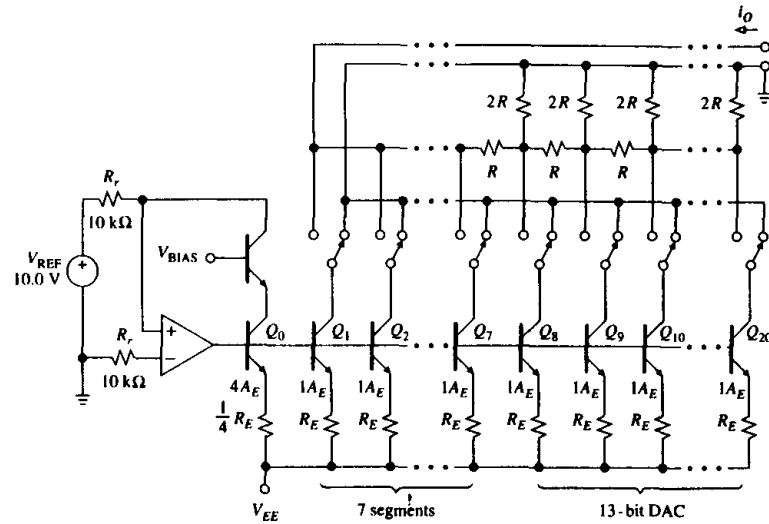 i_O
2R 2R 2R 2R
R R R
R_r
10 kΩ
V_BIAS
V_REF
10.0 V
+
+
−
R_r
10 kΩ
Q_0 Q_1 Q_2 Q_7 Q_8 Q_9 Q_10 Q_20
4A_E 1A_E 1A_E 1A_E 1A_E 1A_E 1A_E 1A_E
1/4 R_E R_E R_E R_E R_E R_E R_E R_E
V_EE
7 segments
13-bit DAC